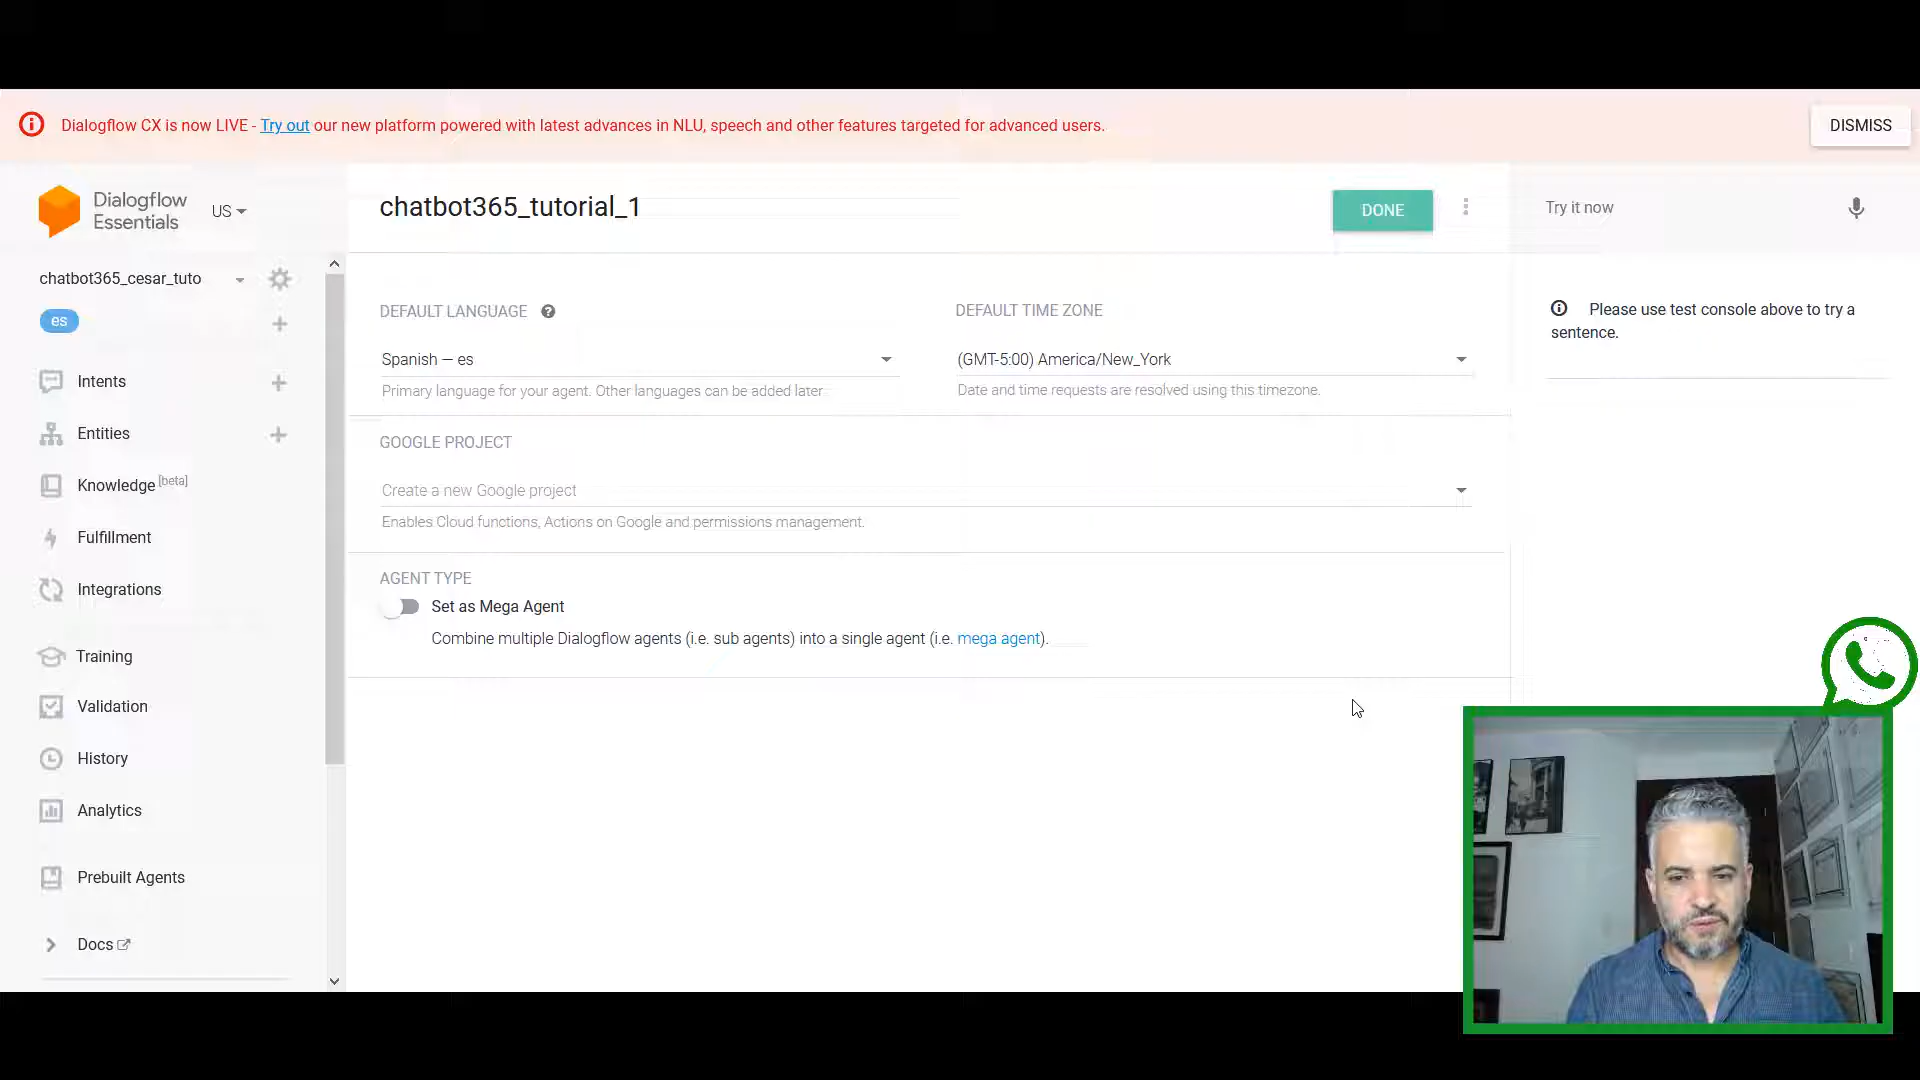 Dialogflow CX is now LIVE - Try out our new platform powered with latest advances in NLU, speech and other features targeted for advanced users.
DISMISS
Dialogflow
Essentials
US
chatbot365_tutorial_1
DONE
Try it now
chatbot365_cesar_tuto
es
DEFAULT LANGUAGE
DEFAULT TIME ZONE
Spanish — es
(GMT-5:00) America/New_York
Primary language for your agent. Other languages can be added later
Date and time requests are resolved using this timezone.
Please use test console above to try a
sentence.
GOOGLE PROJECT
Create a new Google project
Enables Cloud functions, Actions on Google and permissions management.
AGENT TYPE
Set as Mega Agent
Combine multiple Dialogflow agents (i.e. sub agents) into a single agent (i.e. mega agent).
Intents
Entities
Knowledge [beta]
Fulfillment
Integrations
Training
Validation
History
Analytics
Prebuilt Agents
Docs